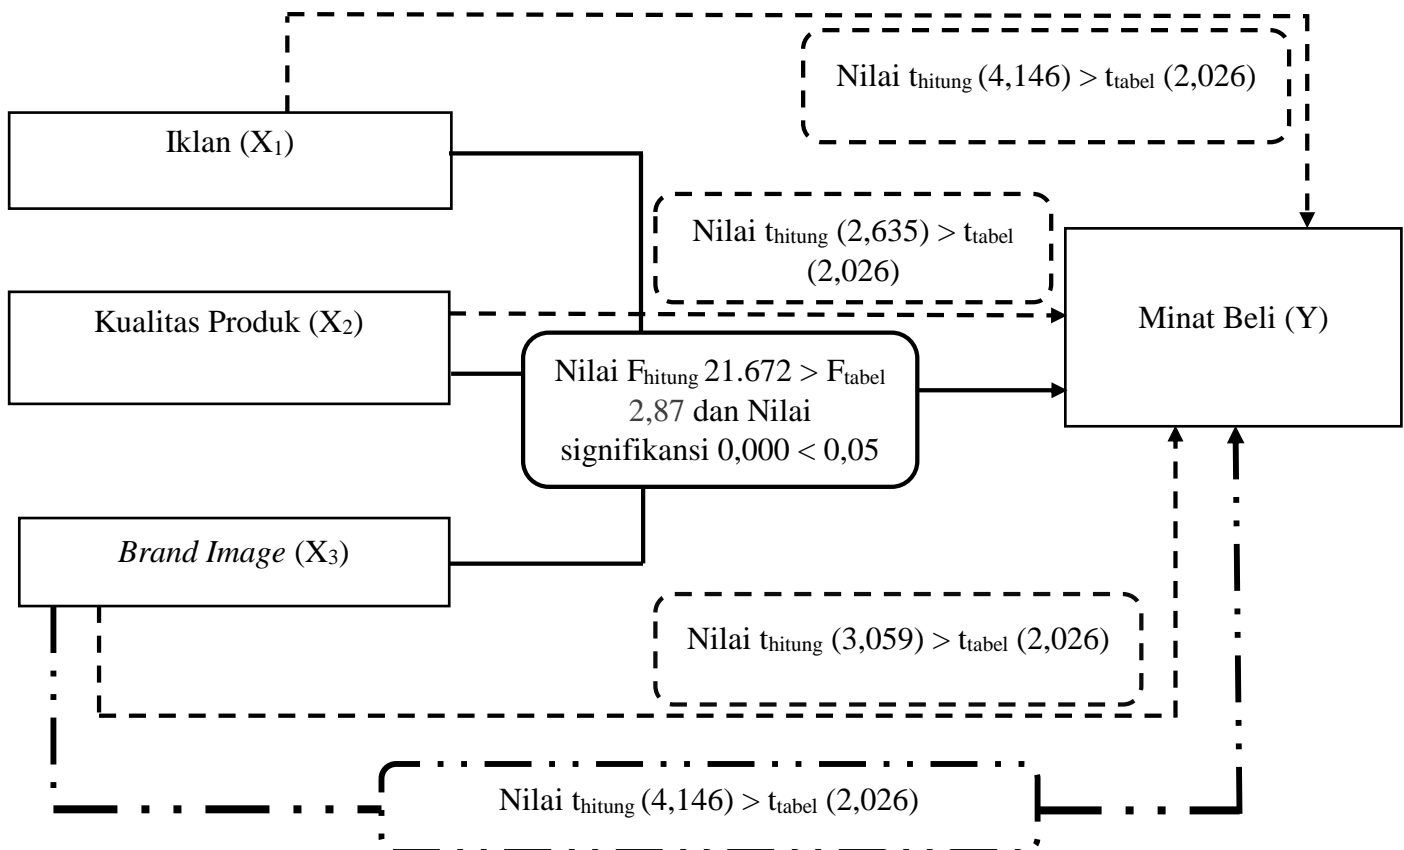 Nilai thitung (4,146) > ttabel (2,026)
Iklan (X1)
Nilai thitung (2,635) > ttabel
(2,026)
Kualitas Produk (X2)
Minat Beli (Y)
Nilai Fhitung 21.672 > Ftabel
2,87 dan Nilai
signifikansi 0,000 < 0,05
Brand Image (X3)
Nilai thitung (3,059) > ttabel (2,026)
Nilai thitung (4,146) > ttabel (2,026)